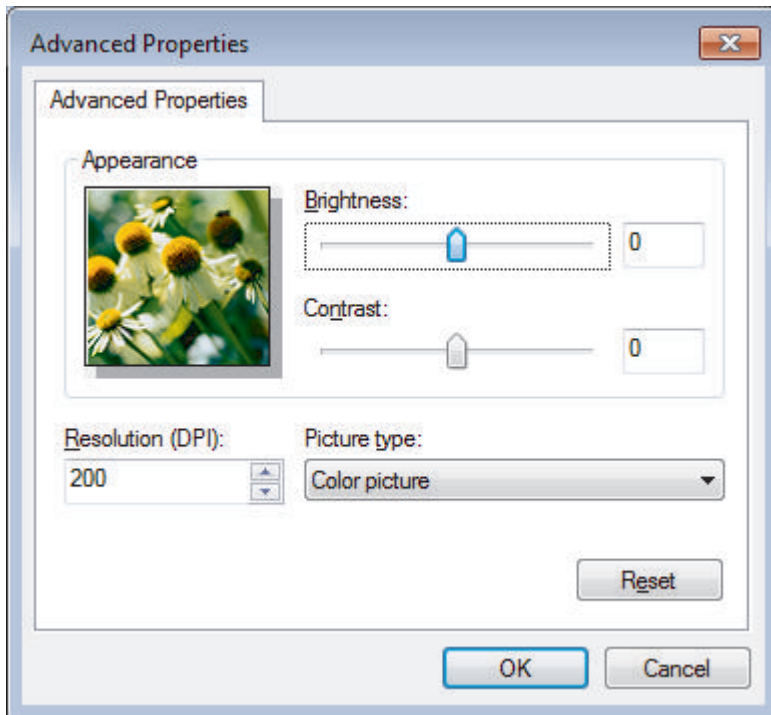 Advanced Properties
Advanced Properties
Appearance
Brightness:
0
Contrast:
0
Resolution (DPI):
200
Picture type:
Color picture
Reset
OK
Cancel